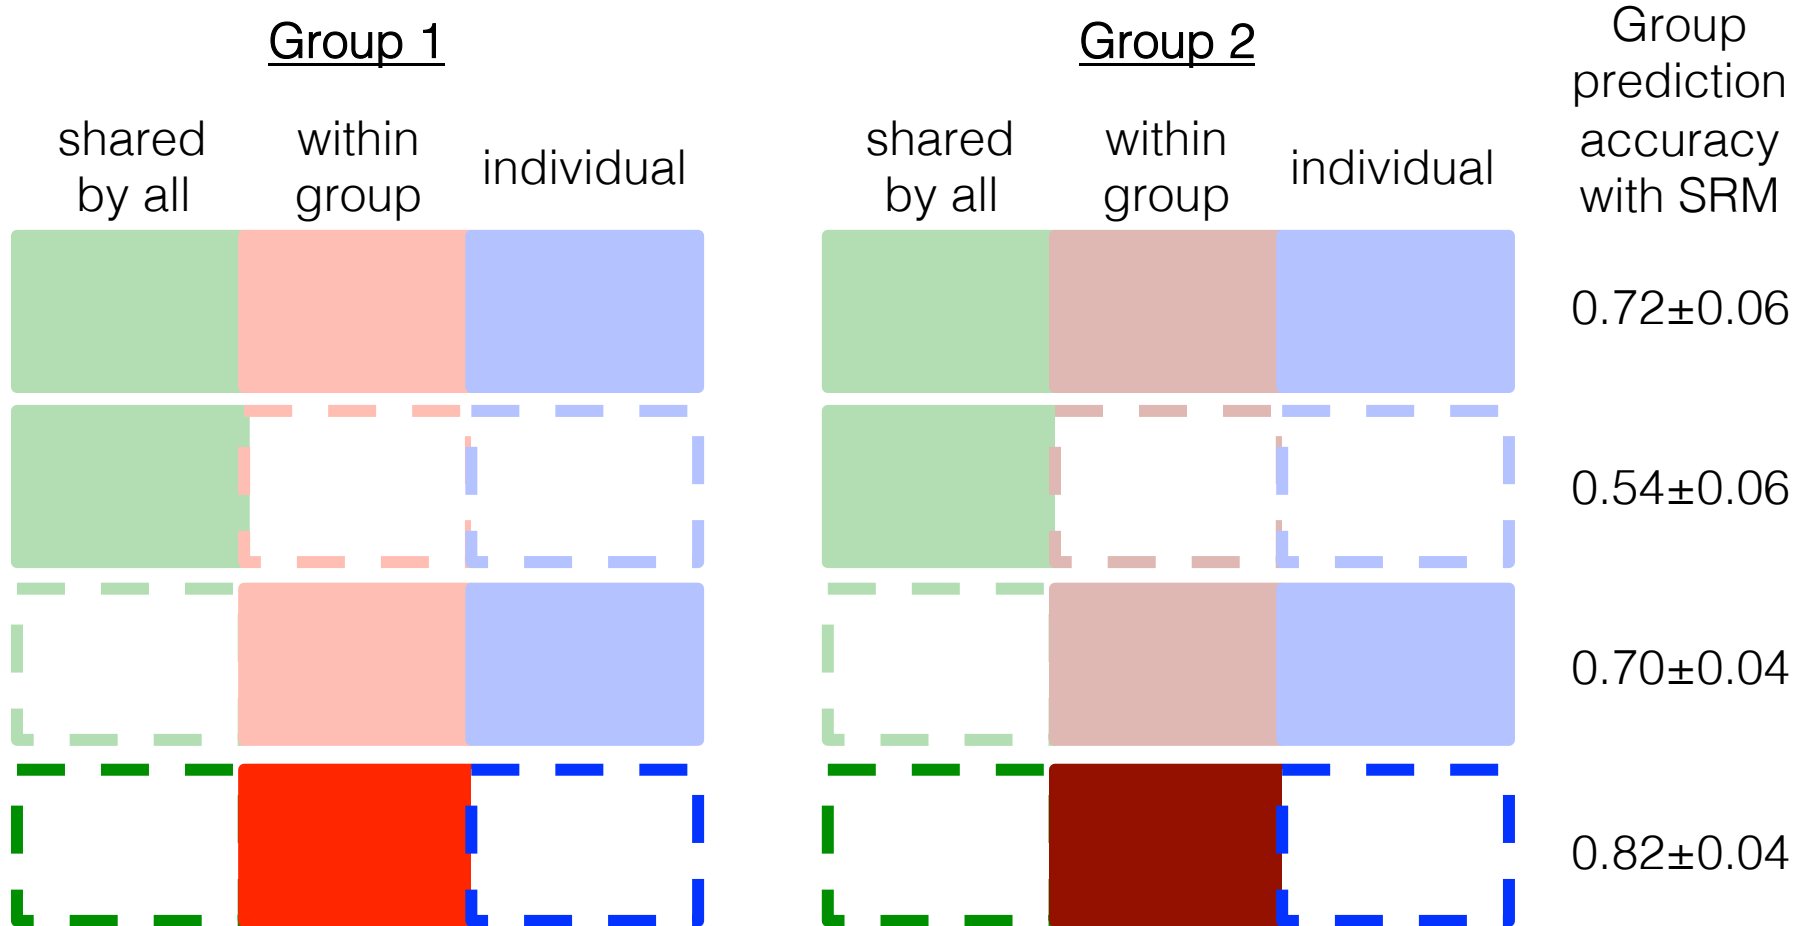 Group 1
Group 2
Group
prediction
accuracy
with SRM
shared
by all
within
group
individual
shared
by all
within
group
individual
0.72±0.06
0.54±0.06
0.70±0.04
0.82±0.04